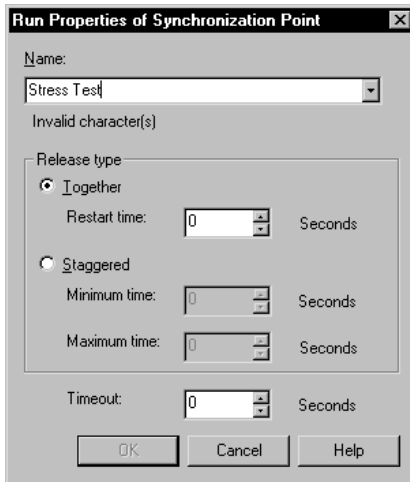 Run Properties of Synchronization Point
Name:
Stress Test
Invalid character(s)
Release type
Together
Restart time: 0 Seconds
Staggered
Minimum time: 0 Seconds
Maximum time: 0 Seconds
Timeout: 0 Seconds
OK Cancel Help